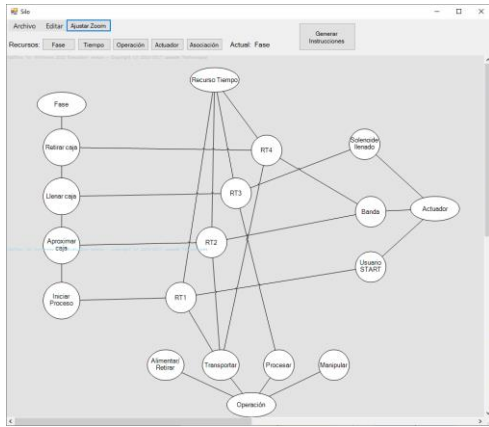 Silo
Archivo Editar Ajustar Zoom
Recursos: Fase Tiempo Operación Actuador Asociación Actual Fase
Generar
Instrucciones
Recurso Tiempo
Fase
Retirar caja
RT4
Solenoide
llenado
Llenar caja
RT3
Banda
Actuador
Aproximar
caja
RT2
Usuario
START
Iniciar
Proceso
RT1
Alimentar/
Retirar
Transportar
Procesar
Manipular
Operación